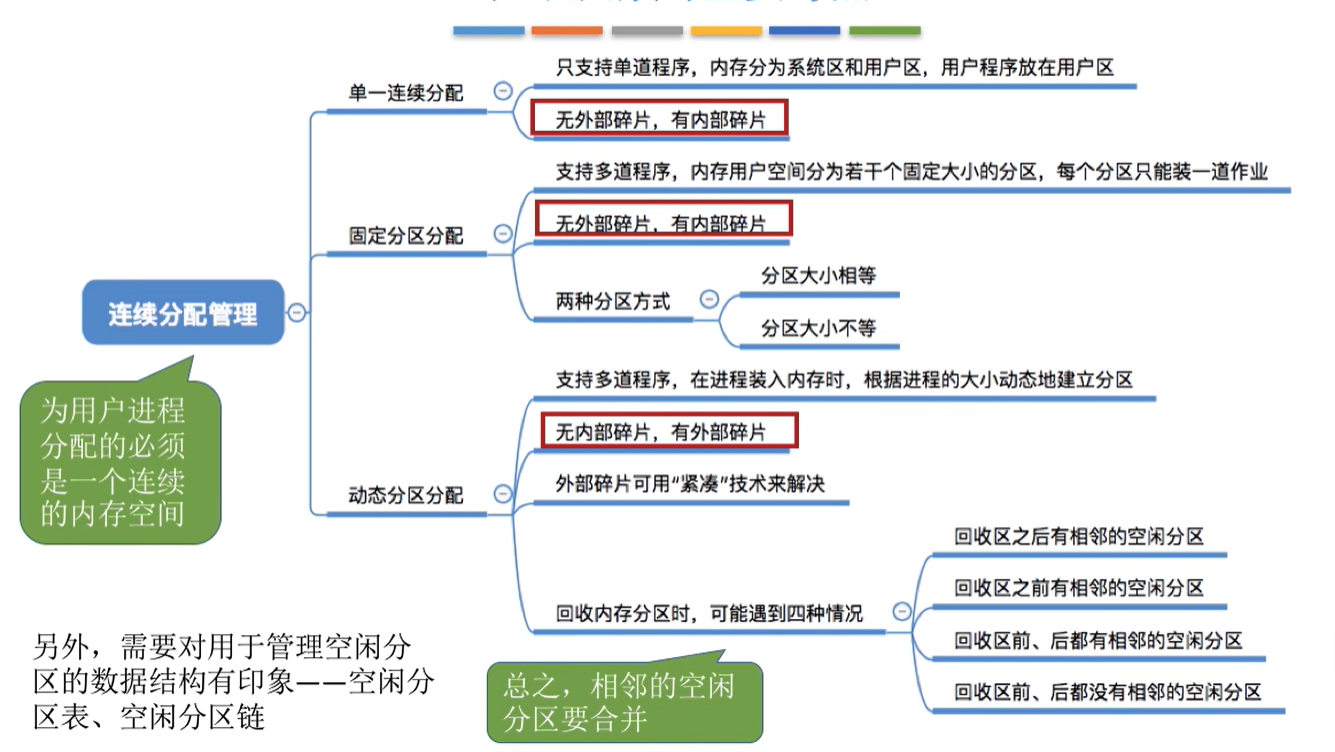 只支持单道程序，内存分为系统区和用户区，用户程序放在用户区
单一连续分配
无外部碎片，有内部碎片
支持多道程序，内存用户空间分为若干个固定大小的分区，每个分区只能装一道作业
无外部碎片，有内部碎片
固定分区分配
分区大小相等
两种分区方式
分区大小不等
连续分配管理
为用户进程
分配的必须
是一个连续
的内存空间
支持多道程序，在进程装入内存时，根据进程的大小动态地建立分区
无内部碎片，有外部碎片
外部碎片可用“紧凑”技术来解决
动态分区分配
回收区之后有相邻的空闲分区
回收区之前有相邻的空闲分区
回收内存分区时，可能遇到四种情况
回收区前、后都有相邻的空闲分区
回收区前、后都没有相邻的空闲分区
总之，相邻的空闲
分区要合并
另外，需要对用于管理空闲分
区的数据结构有印象——空闲分
区表、空闲分区链